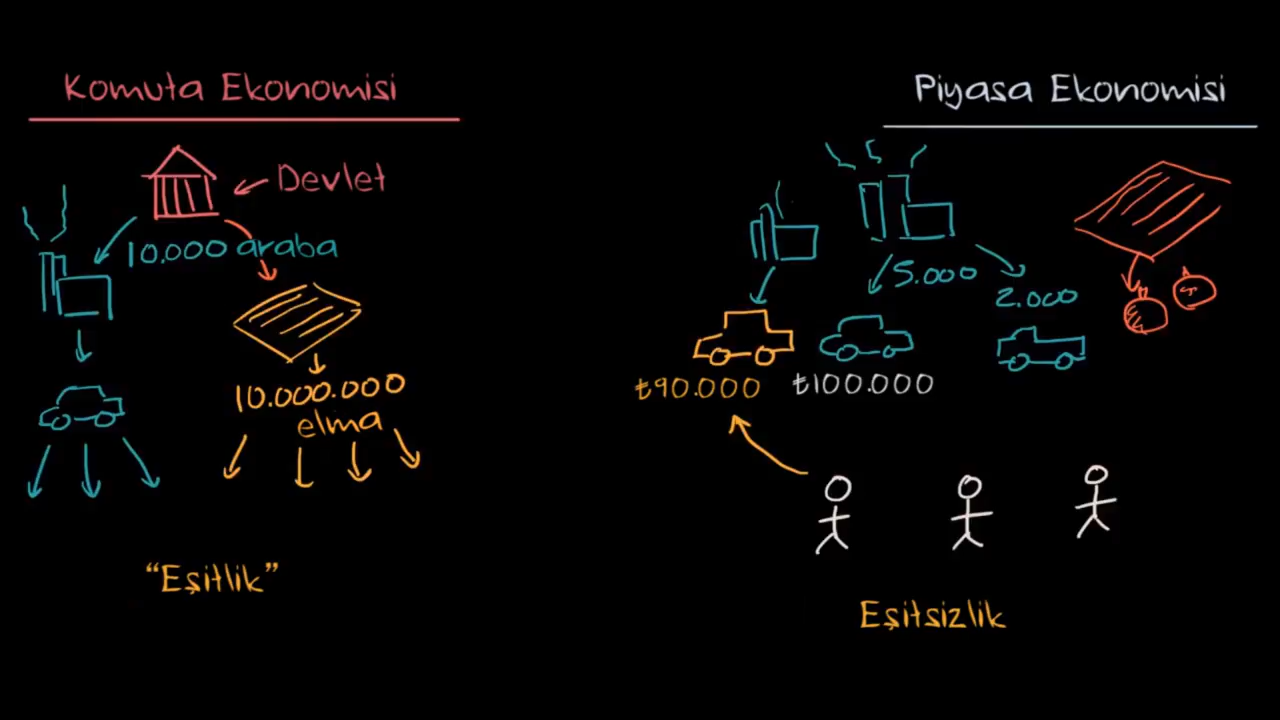 Komuta Ekonomisi
Devlet
10.000 araba
10.000.000
elma
"Eşitlik"
Piyasa Ekonomisi
5.000
2.000
₺90.000
₺100.000
Eşitsizlik